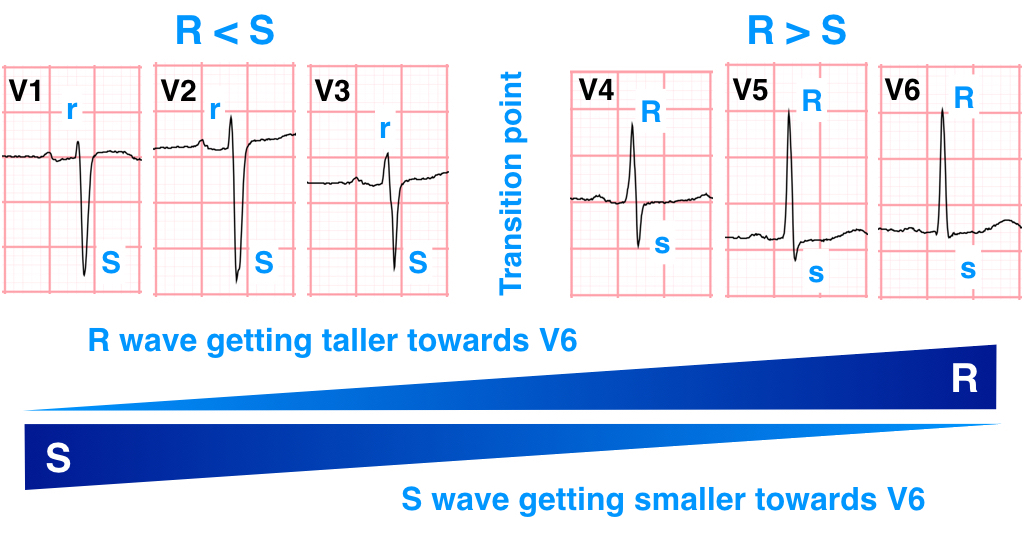 R < S
R > S
V1
r
S
V2
r
S
V3
r
S
Transition point
V4
R
s
V5
R
s
V6
R
s
R wave getting taller towards V6
R
S
S wave getting smaller towards V6